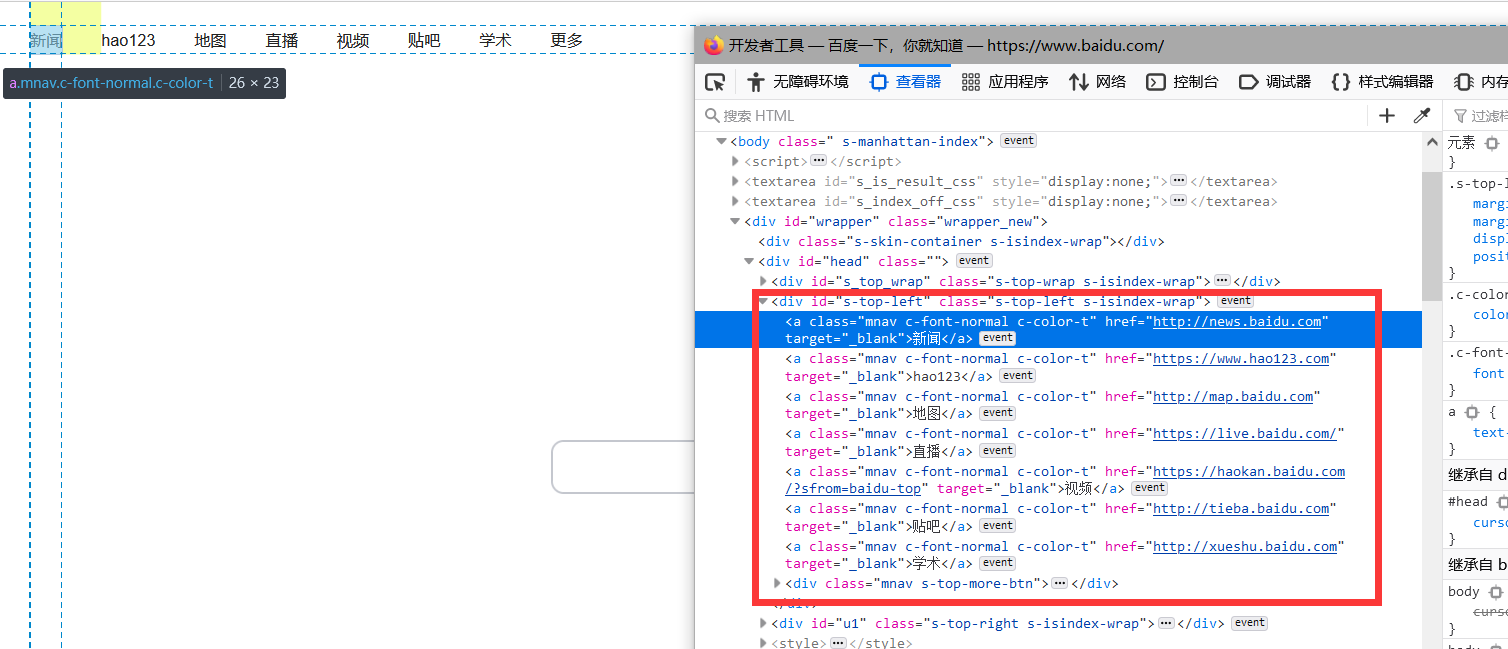 新闻 hao123 地图 直播 视频 贴吧 学术 更多
a.mnav.c-font-normal.c-color-t 26 × 23
开发者工具 — 百度一下，你就知道 — https://www.baidu.com/
无障碍环境 查看器 应用程序 网络 控制台 调试器 样式编辑器 内存
搜索 HTML
过滤样
<body class=" s-manhattan-index"> event
<script>⋯</script>
<textarea id="s_is_result_css" style="display:none;">⋯</textarea>
<textarea id="s_index_off_css" style="display:none;">⋯</textarea>
<div id="wrapper" class="wrapper_new">
<div class="s-skin-container s-isindex-wrap"></div>
<div id="head" class=""> event
<div id="s_top_wrap" class="s-top-wrap s-isindex-wrap">⋯</div>
<div id="s-top-left" class="s-top-left s-isindex-wrap"> event
<a class="mnav c-font-normal c-color-t" href="http://news.baidu.com"
target="_blank">新闻</a> event
<a class="mnav c-font-normal c-color-t" href="https://www.hao123.com"
target="_blank">hao123</a> event
<a class="mnav c-font-normal c-color-t" href="http://map.baidu.com"
target="_blank">地图</a> event
<a class="mnav c-font-normal c-color-t" href="https://live.baidu.com/"
target="_blank">直播</a> event
<a class="mnav c-font-normal c-color-t" href="https://haokan.baidu.com
/?sfrom=baidu-top" target="_blank">视频</a> event
<a class="mnav c-font-normal c-color-t" href="http://tieba.baidu.com"
target="_blank">贴吧</a> event
<a class="mnav c-font-normal c-color-t" href="http://xueshu.baidu.com"
target="_blank">学术</a> event
<div class="mnav s-top-more-btn">⋯</div>
</div>
<div id="u1" class="s-top-right s-isindex-wrap">⋯</div> event
<style>⋯</style>
元素
}
.s-top-l
marg
marg
disp
posit
}
.c-color
color
}
.c-font-
font
}
a {
text-
}
继承自 d
#head
curso
}
继承自 b
body
curso
}
body